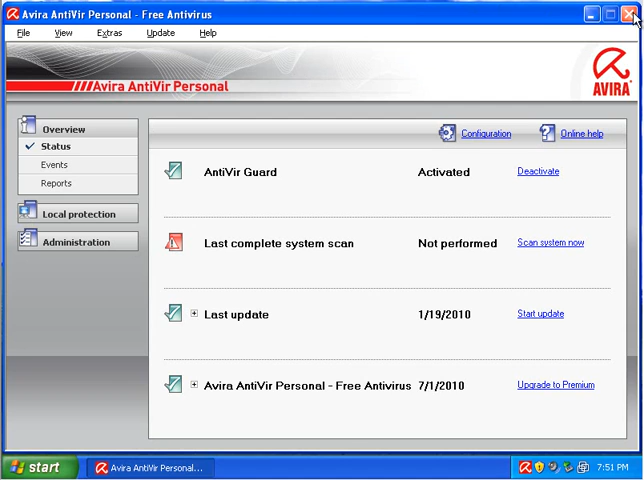 Avira AntiVir Personal - Free Antivirus
File View Extras Update Help
Avira AntiVir Personal
AVIRA
Overview
Status
Events
Reports
Local protection
Administration
Configuration Online help
AntiVir Guard Activated Deactivate
Last complete system scan Not performed Scan system now
Last update 1/19/2010 Start update
Avira AntiVir Personal - Free Antivirus 7/1/2010 Upgrade to Premium
start Avira AntiVir Personal... 7:51 PM